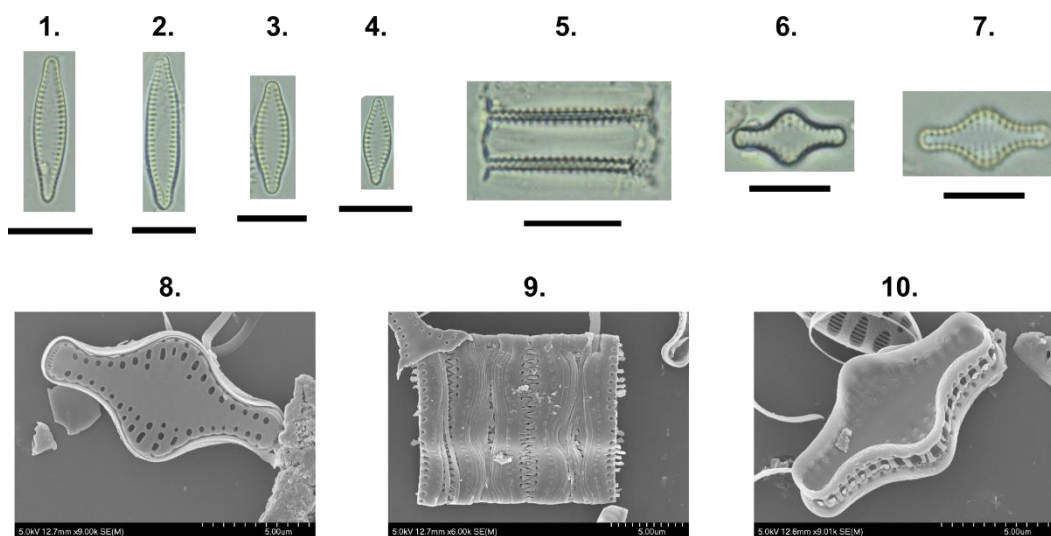 1. 2. 3. 4. 5. 6. 7.
8. 9. 10.
5.0kV 12.7mm x9.00k SE(M) 5.00um
5.0kV 12.7mm x6.00k SE(M) 5.00um
5.0kV 12.6mm x9.01k SE(M) 5.00um